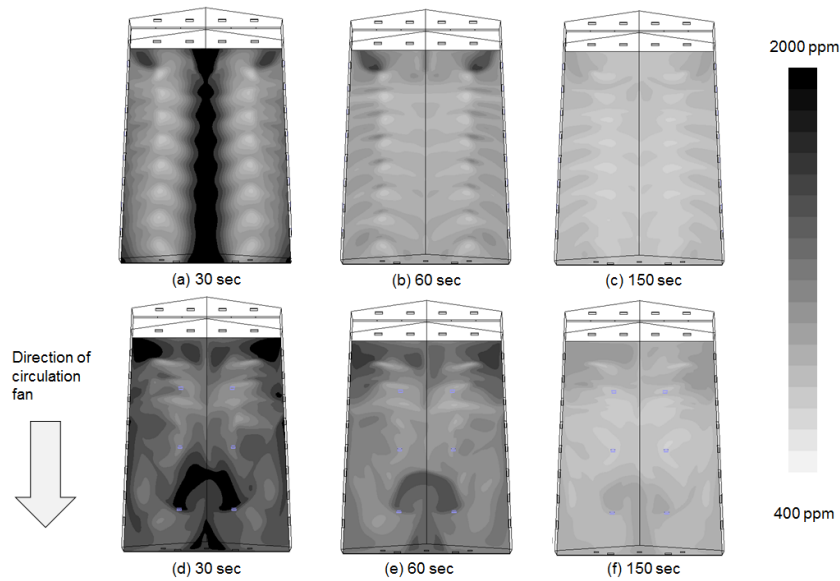 2000 ppm
(a) 30 sec
(b) 60 sec
(c) 150 sec
Direction of
circulation
fan
400 ppm
(d) 30 sec
(e) 60 sec
(f) 150 sec